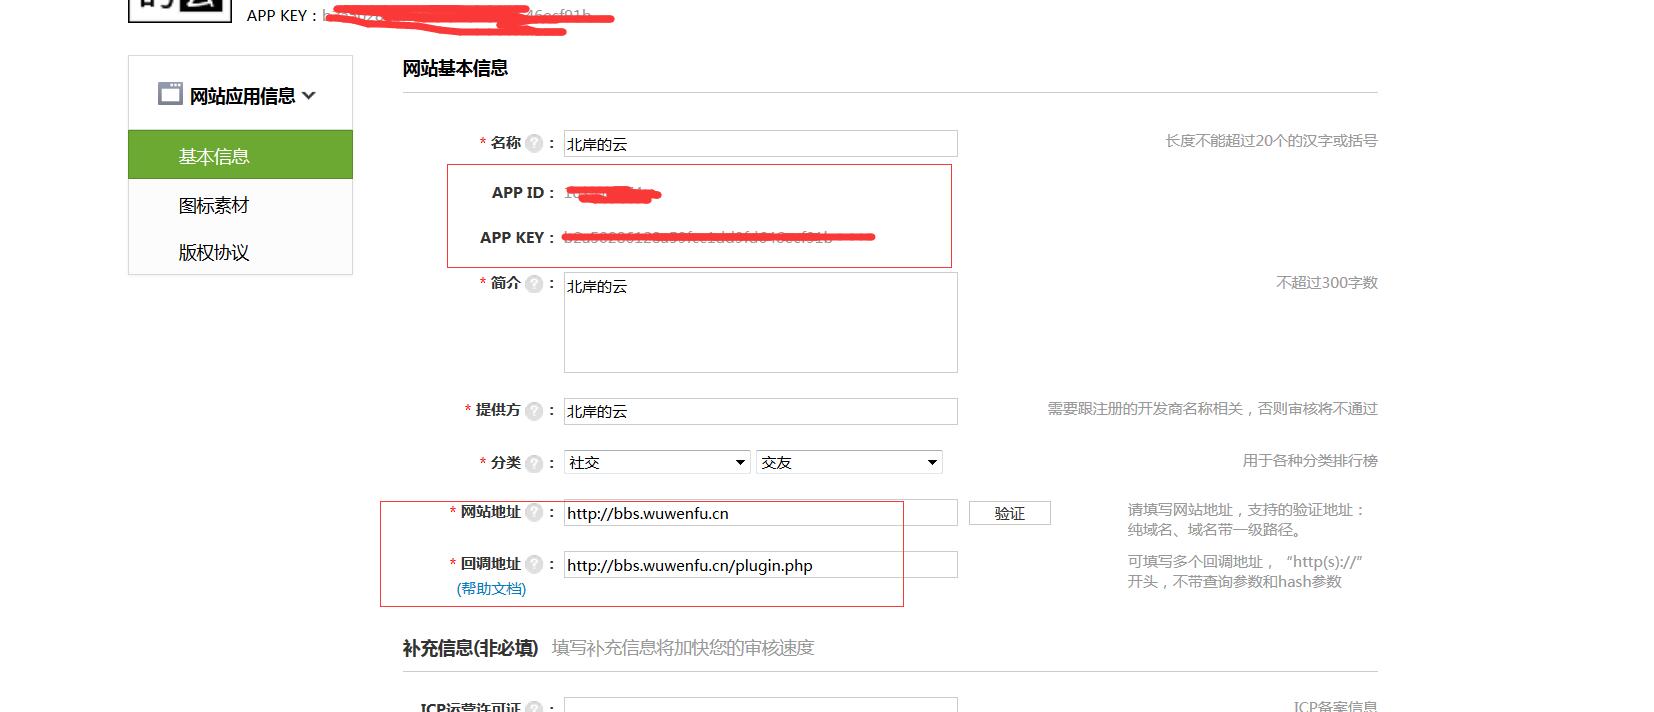 的云
APP KEY：
网站基本信息
网站应用信息
基本信息
图标素材
版权协议
* 名称 ? ： 北岸的云 长度不能超过20个的汉字或括号
APP ID：
APP KEY：
* 简介 ? ： 北岸的云 不超过300字数
* 提供方 ? ： 北岸的云 需要跟注册的开发商名称相关，否则审核将不通过
* 分类 ? ： 社交 交友 用于各种分类排行榜
* 网站地址 ? ： http://bbs.wuwenfu.cn 验证 请填写网站地址，支持的验证地址：
纯域名、域名带一级路径。
* 回调地址 ? ： http://bbs.wuwenfu.cn/plugin.php 可填写多个回调地址，“http(s)://”
(帮助文档) 开头，不带查询参数和hash参数
补充信息(非必填) 填写补充信息将加快您的审核速度
ICP运营许可证 ? ： ICP备案信息